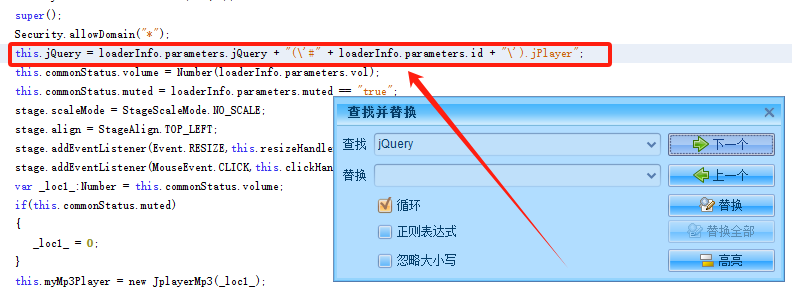 super();
Security.allowDomain("*");
this.jQuery = loaderInfo.parameters.jQuery + "(\'#" + loaderInfo.parameters.id + "\').jPlayer";
this.commonStatus.volume = Number(loaderInfo.parameters.vol);
this.commonStatus.muted = loaderInfo.parameters.muted == "true";
stage.scaleMode = StageScaleMode.NO_SCALE;
stage.align = StageAlign.TOP_LEFT;
stage.addEventListener(Event.RESIZE,this.resizeHandle
stage.addEventListener(MouseEvent.CLICK,this.clickHan
var _loc1_:Number = this.commonStatus.volume;
if(this.commonStatus.muted)
{
_loc1_ = 0;
}
this.myMp3Player = new JplayerMp3(_loc1_);
查找并替换
查找 jQuery 下一个
替换 上一个
循环 替换
正则表达式 替换全部
忽略大小写 高亮